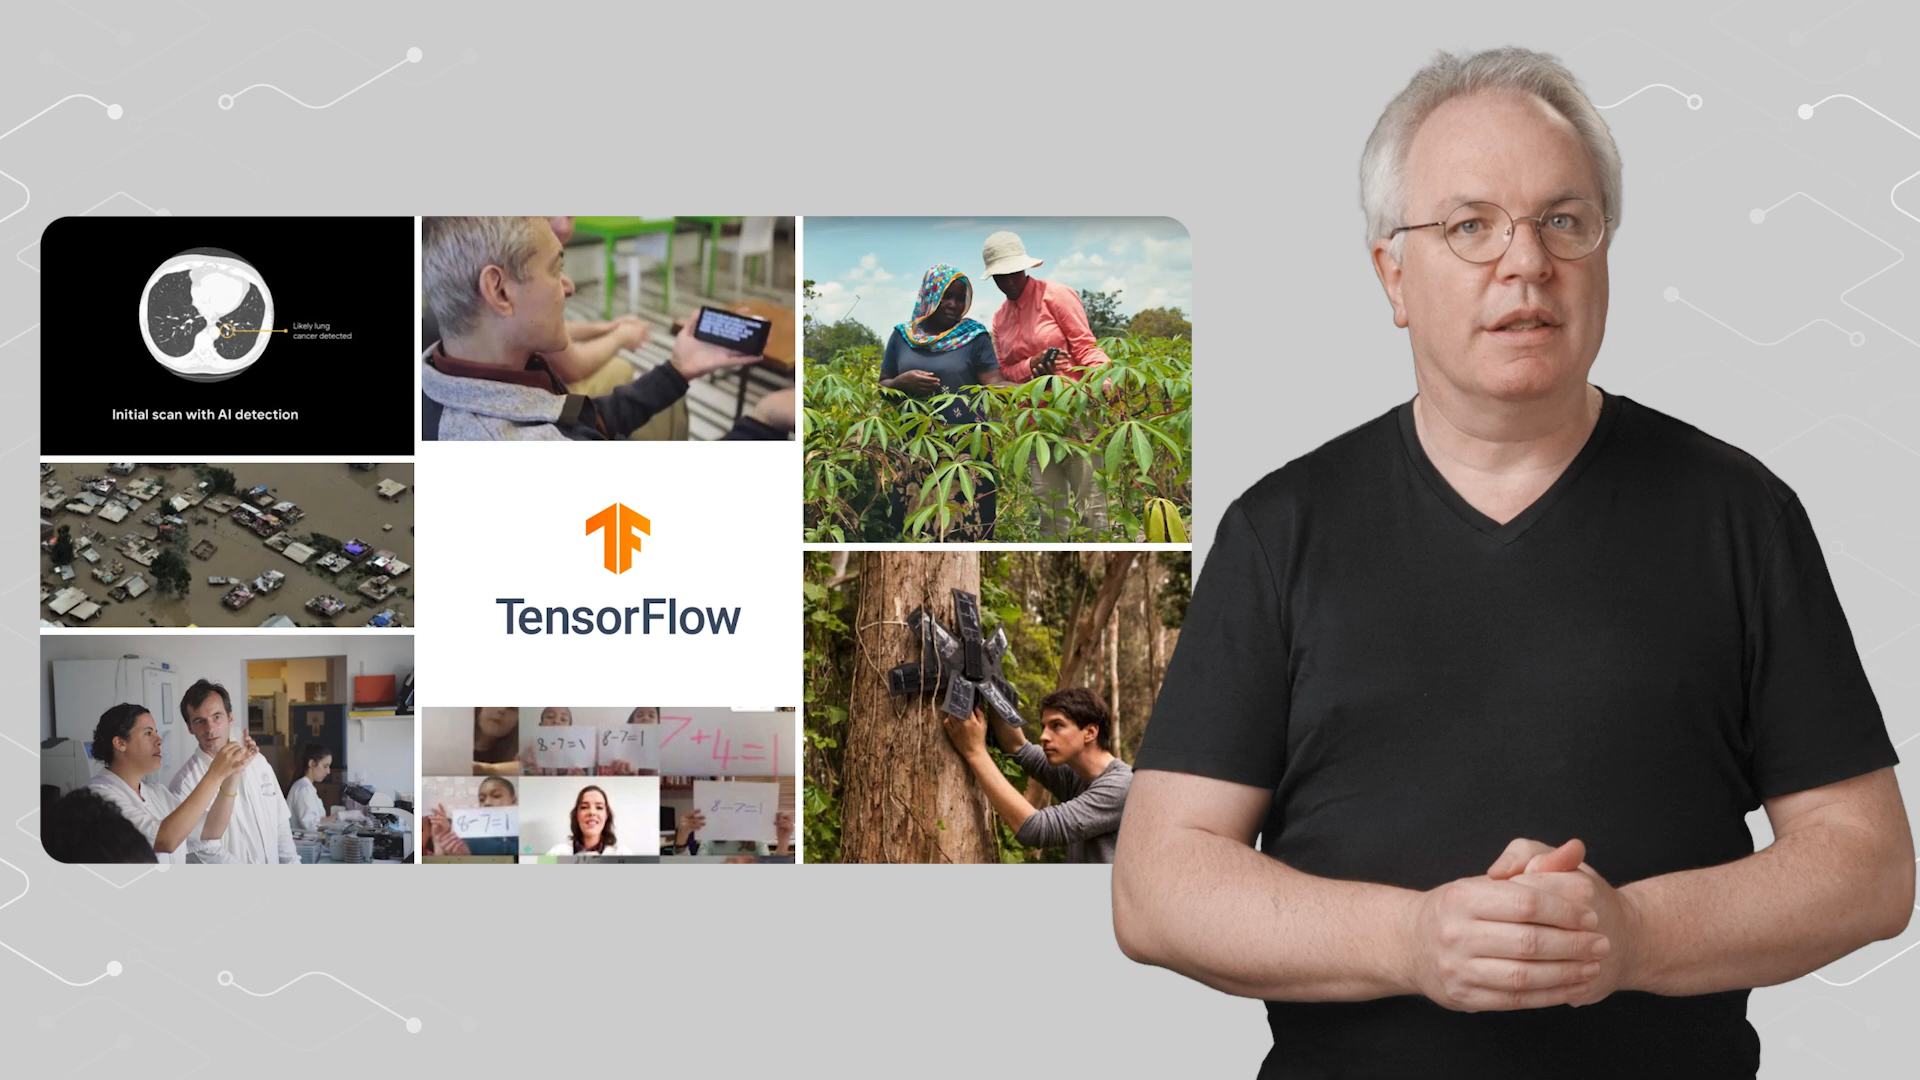 Likely lung
cancer detected
Initial scan with AI detection
TensorFlow
8-7=1
8-7=1
7+4=1
8-7=1
8-7=1